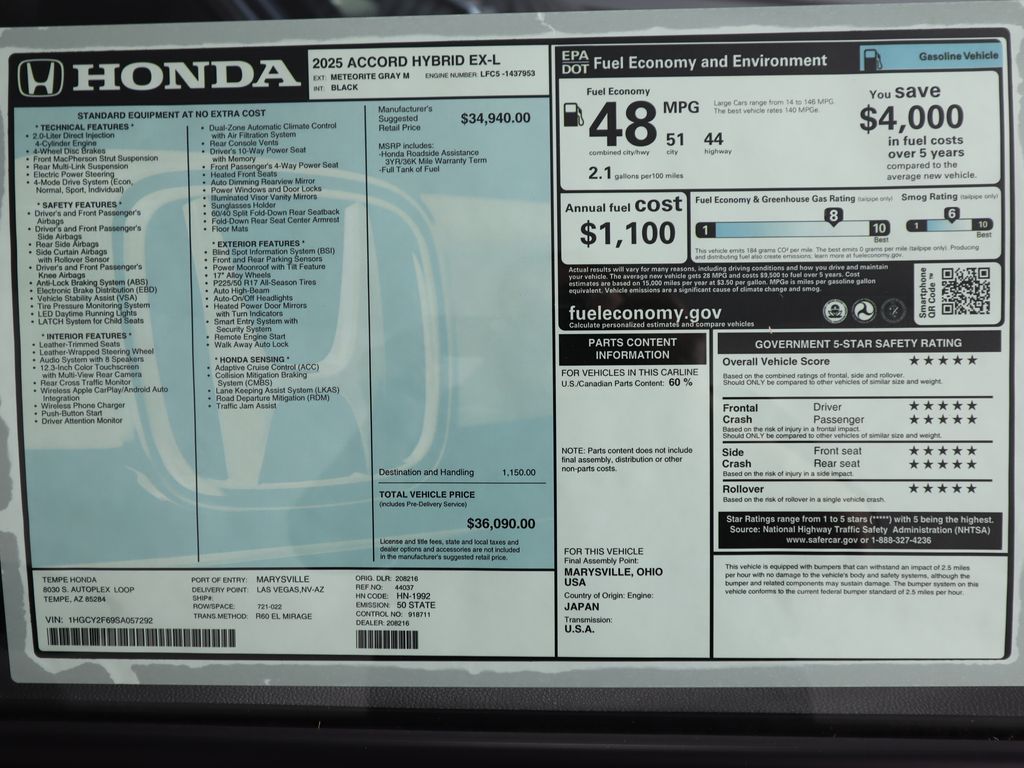 HONDA
2025 ACCORD HYBRID EX-L
EXT: METEORITE GRAY M ENGINE NUMBER: LFC5 -1437953
INT: BLACK
STANDARD EQUIPMENT AT NO EXTRA COST
* TECHNICAL FEATURES *
• 2.0-Liter Direct Injection
4-Cylinder Engine
• 4-Wheel Disc Brakes
• Front MacPherson Strut Suspension
• Rear Multi-Link Suspension
• Electric Power Steering
• 4-Mode Drive System (Econ,
Normal, Sport, Individual)
* SAFETY FEATURES *
• Driver's and Front Passenger's
Airbags
• Driver's and Front Passenger's
Side Airbags
• Rear Side Airbags
• Side Curtain Airbags
with Rollover Sensor
• Driver's and Front Passenger's
Knee Airbags
• Anti-Lock Braking System (ABS)
• Electronic Brake Distribution (EBD)
• Vehicle Stability Assist (VSA)
• Tire Pressure Monitoring System
• LED Daytime Running Lights
• LATCH System for Child Seats
* INTERIOR FEATURES *
• Leather-Trimmed Seats
• Leather-Wrapped Steering Wheel
• Audio System with 8 Speakers
• 12.3-Inch Color Touchscreen
with Multi-View Rear Camera
• Rear Cross Traffic Monitor
• Wireless Apple CarPlay/Android Auto
Integration
• Wireless Phone Charger
• Push-Button Start
• Driver Attention Monitor
• Dual-Zone Automatic Climate Control
with Air Filtration System
• Rear Console Vents
• Driver's 10-Way Power Seat
with Memory
• Front Passenger's 4-Way Power Seat
• Heated Front Seats
• Auto Dimming Rearview Mirror
• Power Windows and Door Locks
• Illuminated Visor Vanity Mirrors
• Sunglasses Holder
• 60/40 Split Fold-Down Rear Seatback
• Fold-Down Rear Seat Center Armrest
• Floor Mats
* EXTERIOR FEATURES *
• Blind Spot Information System (BSI)
• Front and Rear Parking Sensors
• Power Moonroof with Tilt Feature
• 17" Alloy Wheels
• P225/50 R17 All-Season Tires
• Auto High-Beam
• Auto-On/Off Headlights
• Heated Power Door Mirrors
with Turn Indicators
• Smart Entry System with
Security System
• Remote Engine Start
• Walk Away Auto Lock
* HONDA SENSING *
• Adaptive Cruise Control (ACC)
• Collision Mitigation Braking
System (CMBS)
• Lane Keeping Assist System (LKAS)
• Road Departure Mitigation (RDM)
• Traffic Jam Assist
Manufacturer's
Suggested
Retail Price $34,940.00
MSRP includes:
-Honda Roadside Assistance
3YR/36K Mile Warranty Term
-Full Tank of Fuel
Destination and Handling 1,150.00
TOTAL VEHICLE PRICE
(includes Pre-Delivery Service)
$36,090.00
License and title fees, state and local taxes and
dealer options and accessories are not included
in the manufacturer's suggested retail price.
TEMPE HONDA
8030 S. AUTOPLEX LOOP
TEMPE, AZ 85284
VIN: 1HGCY2F69SA057292
PORT OF ENTRY: MARYSVILLE
DELIVERY POINT: LAS VEGAS,NV-AZ
SHIP#:
ROW/SPACE: 721-022
TRANS.METHOD: R60 EL MIRAGE
ORIG. DLR: 208216
REF NO: 44037
HN CODE: HN-1992
EMISSION: 50 STATE
CONTROL NO: 918711
DEALER: 208216
EPA
DOT Fuel Economy and Environment
Gasoline Vehicle
Fuel Economy
48 MPG
51 44
combined city/hwy city highway
2.1 gallons per 100 miles
Large Cars range from 14 to 146 MPG.
The best vehicle rates 140 MPGe.
You save
$4,000
in fuel costs
over 5 years
compared to the
average new vehicle.
Annual fuel cost
$1,100
Fuel Economy & Greenhouse Gas Rating (tailpipe only)
8
1 10
Best
Smog Rating (tailpipe only)
6
1 10
Best
This vehicle emits 184 grams CO² per mile. The best emits 0 grams per mile (tailpipe only). Producing
and distributing fuel also create emissions; learn more at fueleconomy.gov.
Actual results will vary for many reasons, including driving conditions and how you drive and maintain
your vehicle. The average new vehicle gets 28 MPG and costs $9,500 to fuel over 5 years. Cost
estimates are based on 15,000 miles per year at $3.50 per gallon. MPGe is miles per gasoline gallon
equivalent. Vehicle emissions are a significant cause of climate change and smog.
fueleconomy.gov
Calculate personalized estimates and compare vehicles
Smartphone
QR Code ™
PARTS CONTENT
INFORMATION
FOR VEHICLES IN THIS CARLINE
U.S./Canadian Parts Content: 60 %
NOTE: Parts content does not include
final assembly, distribution or other
non-parts costs.
FOR THIS VEHICLE
Final Assembly Point:
MARYSVILLE, OHIO
USA
Country of Origin: Engine:
JAPAN
Transmission:
U.S.A.
GOVERNMENT 5-STAR SAFETY RATING
Overall Vehicle Score ★★★★★
Based on the combined ratings of frontal, side and rollover.
Should ONLY be compared to other vehicles of similar size and weight.
Frontal Driver ★★★★★
Crash Passenger ★★★★★
Based on the risk of injury in a frontal impact.
Should ONLY be compared to other vehicles of similar size and weight.
Side Front seat ★★★★★
Crash Rear seat ★★★★★
Based on the risk of injury in a side impact.
Rollover ★★★★★
Based on the risk of rollover in a single vehicle crash.
Star Ratings range from 1 to 5 stars (*****) with 5 being the highest.
Source: National Highway Traffic Safety Administration (NHTSA)
www.safercar.gov or 1-888-327-4236
This vehicle is equipped with bumpers that can withstand an impact of 2.5 miles
per hour with no damage to the vehicle's body and safety systems, although the
bumper and related components may sustain damage. The bumper system on this
vehicle conforms to the current federal bumper standard of 2.5 miles per hour.